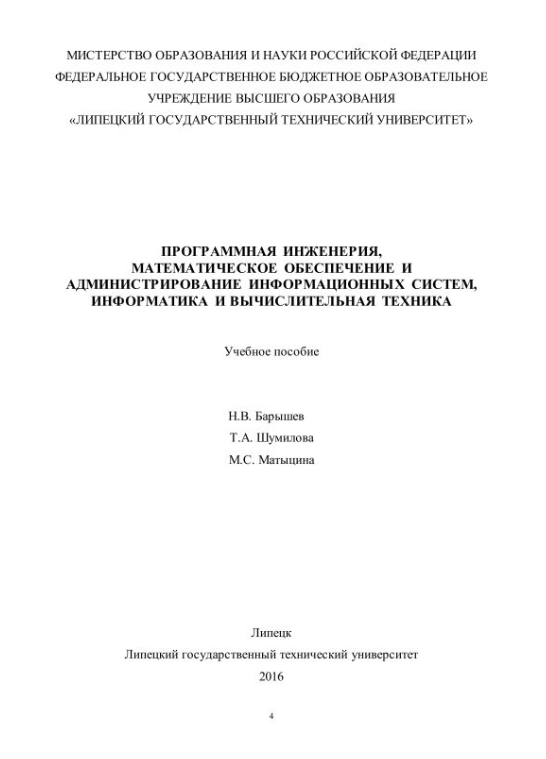 МИСТЕРСТВО ОБРАЗОВАНИЯ И НАУКИ РОССИЙСКОЙ ФЕДЕРАЦИИ
ФЕДЕРАЛЬНОЕ ГОСУДАРСТВЕННОЕ БЮДЖЕТНОЕ ОБРАЗОВАТЕЛЬНОЕ
УЧРЕЖДЕНИЕ ВЫСШЕГО ОБРАЗОВАНИЯ
«ЛИПЕЦКИЙ ГОСУДАРСТВЕННЫЙ ТЕХНИЧЕСКИЙ УНИВЕРСИТЕТ»
ПРОГРАММНАЯ ИНЖЕНЕРИЯ,
МАТЕМАТИЧЕСКОЕ ОБЕСПЕЧЕНИЕ И
АДМИНИСТРИРОВАНИЕ ИНФОРМАЦИОННЫХ СИСТЕМ,
ИНФОРМАТИКА И ВЫЧИСЛИТЕЛЬНАЯ ТЕХНИКА
Учебное пособие
Н.В. Барышев
Т.А. Шумилова
М.С. Матыцина
Липецк
Липецкий государственный технический университет
2016
4